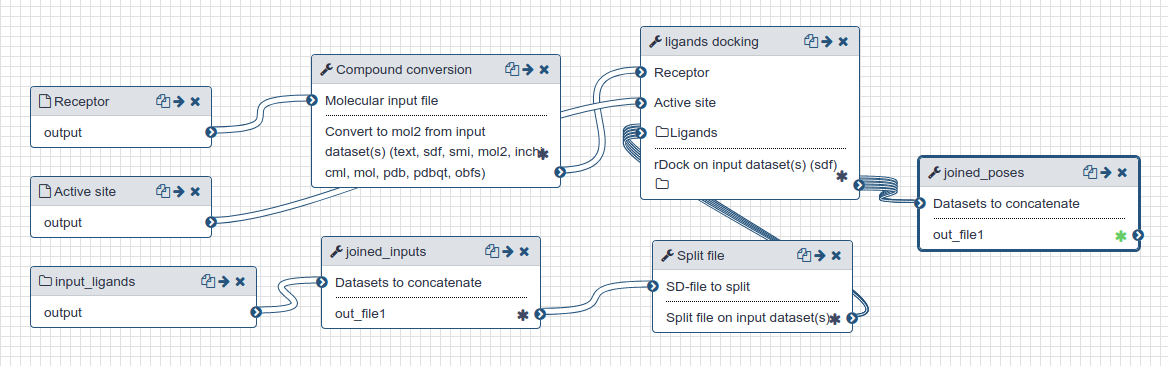 Receptor
output
Active site
output
input_ligands
output
Compound conversion
Molecular input file
Convert to mol2 from input
dataset(s) (text, sdf, smi, mol2, inchi,
cml, mol, pdb, pdbqt, obfs)
joined_inputs
Datasets to concatenate
out_file1
ligands docking
Receptor
Active site
Ligands
rDock on input dataset(s) (sdf)
Split file
SD-file to split
Split file on input dataset(s)
joined_poses
Datasets to concatenate
out_file1